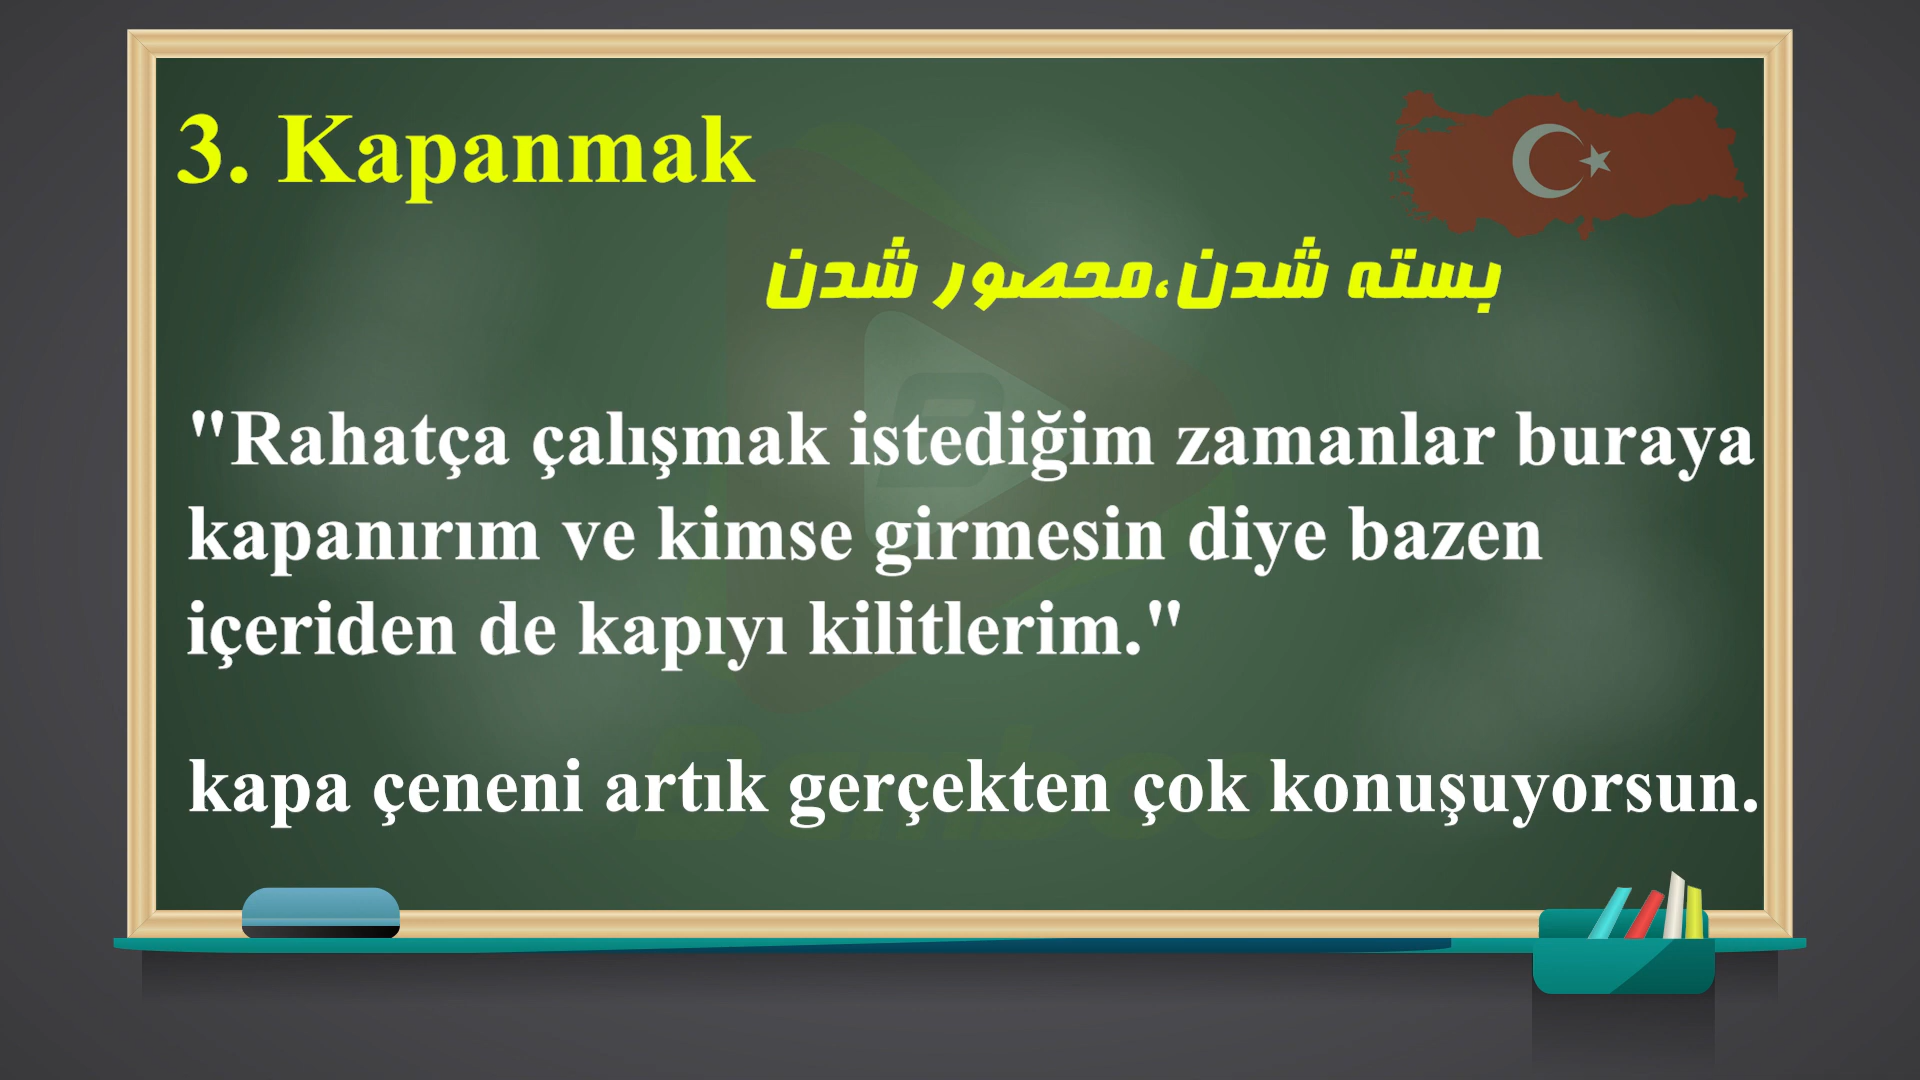 3. Kapanmak
بسته شدن،محصور شدن
"Rahatça çalışmak istediğim zamanlar buraya
kapanırım ve kimse girmesin diye bazen
içeriden de kapıyı kilitlerim."
kapa çeneni artık gerçekten çok konuşuyorsun.